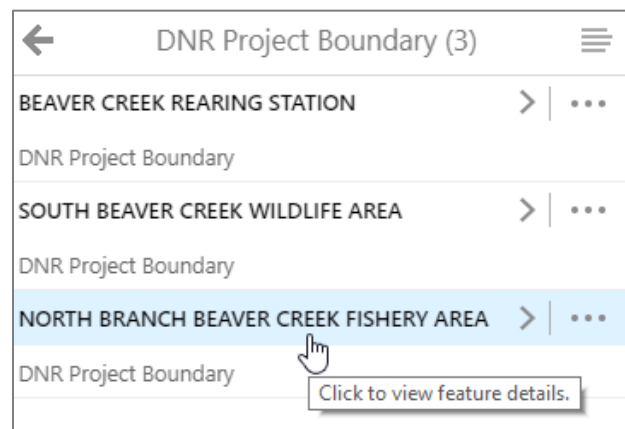 DNR Project Boundary (3)
BEAVER CREEK REARING STATION
DNR Project Boundary
SOUTH BEAVER CREEK WILDLIFE AREA
DNR Project Boundary
NORTH BRANCH BEAVER CREEK FISHERY AREA
DNR Project Boundary
Click to view feature details.